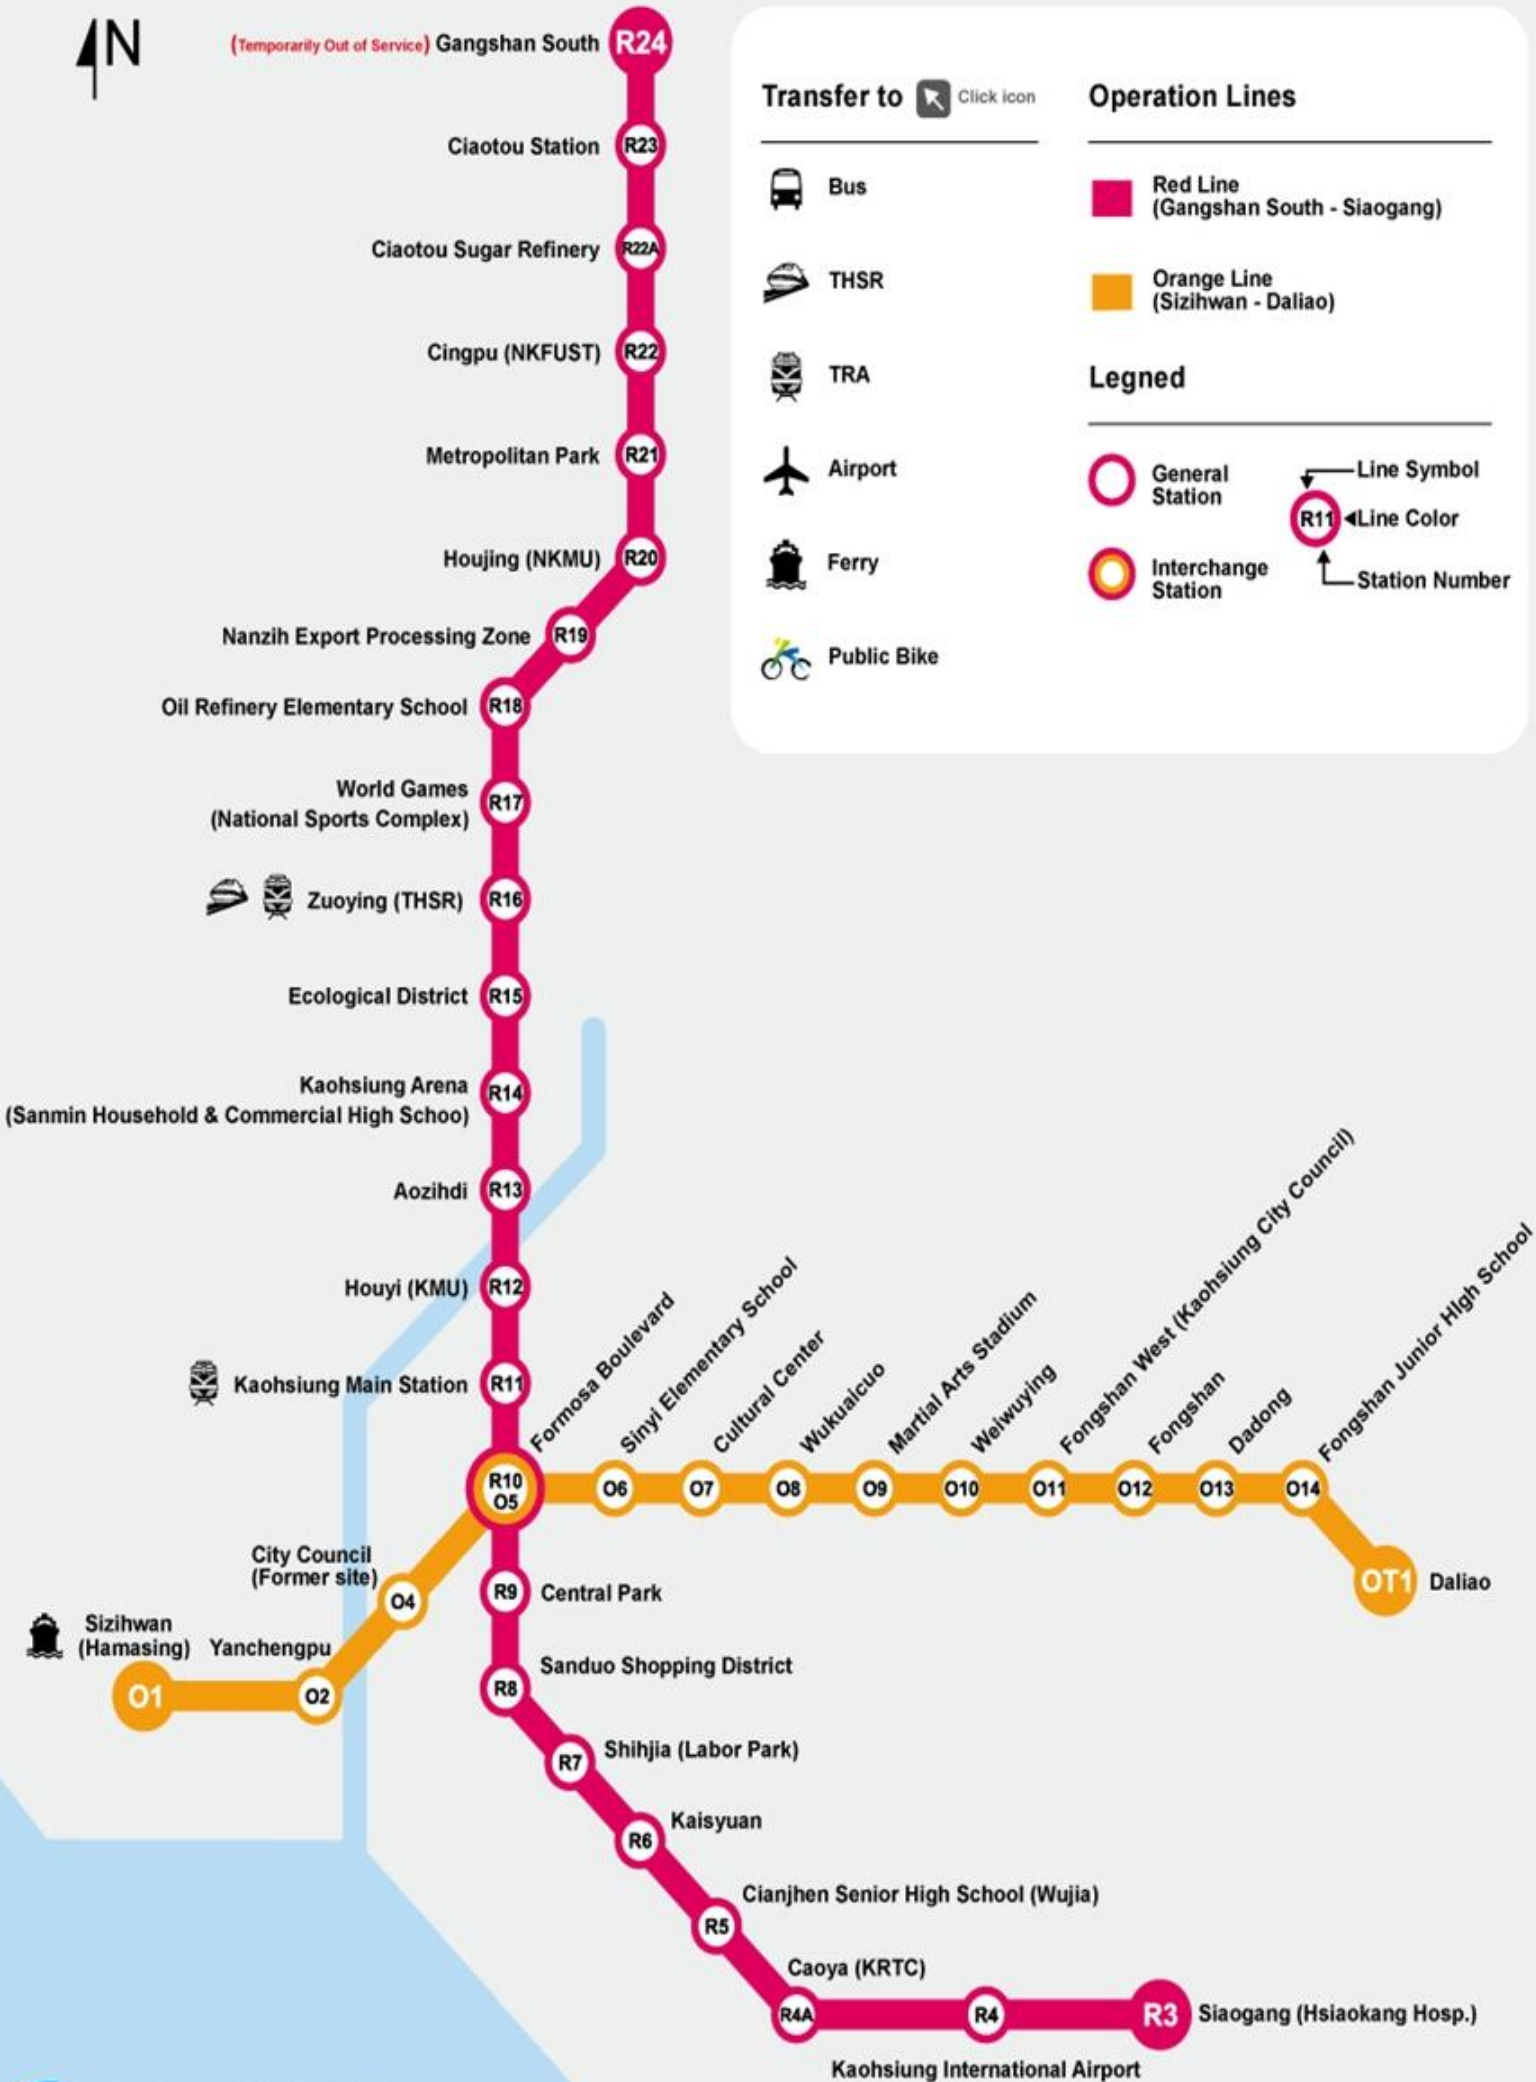 N
(Temporarily Out of Service) Gangshan South
R24
Ciaotou Station
R23
Ciaotou Sugar Refinery
R22A
Cingpu (NKFUST)
R22
Metropolitan Park
R21
Houjing (NKMU)
R20
Nanzih Export Processing Zone
R19
Oil Refinery Elementary School
R18
World Games
(National Sports Complex)
R17
Zuoying (THSR)
R16
Ecological District
R15
Kaohsiung Arena
(Sanmin Household & Commercial High Schoo)
R14
Aozihdi
R13
Houyi (KMU)
R12
Kaohsiung Main Station
R11
Formosa Boulevard
R10
O5
Sinyi Elementary School
O6
Cultural Center
O7
Wukuaicuo
O8
Martial Arts Stadium
O9
Weiwuying
O10
Fongshan West (Kaohsiung City Council)
O11
Fongshan
O12
Dadong
O13
Fongshan Junior HIgh School
O14
OT1
Daliao
City Council
(Former site)
O4
Sizihwan
(Hamasing)
O1
Yanchengpu
O2
R9
Central Park
R8
Sanduo Shopping District
R7
Shihjia (Labor Park)
R6
Kaisyuan
R5
Cianjhen Senior High School (Wujia)
Caoya (KRTC)
R4A
R4
Kaohsiung International Airport
R3
Siaogang (Hsiaokang Hosp.)
Transfer to
Click icon
Bus
THSR
TRA
Airport
Ferry
Public Bike
Operation Lines
Red Line
(Gangshan South - Siaogang)
Orange Line
(Sizihwan - Daliao)
Legned
General
Station
Interchange
Station
Line Symbol
R11
Line Color
Station Number